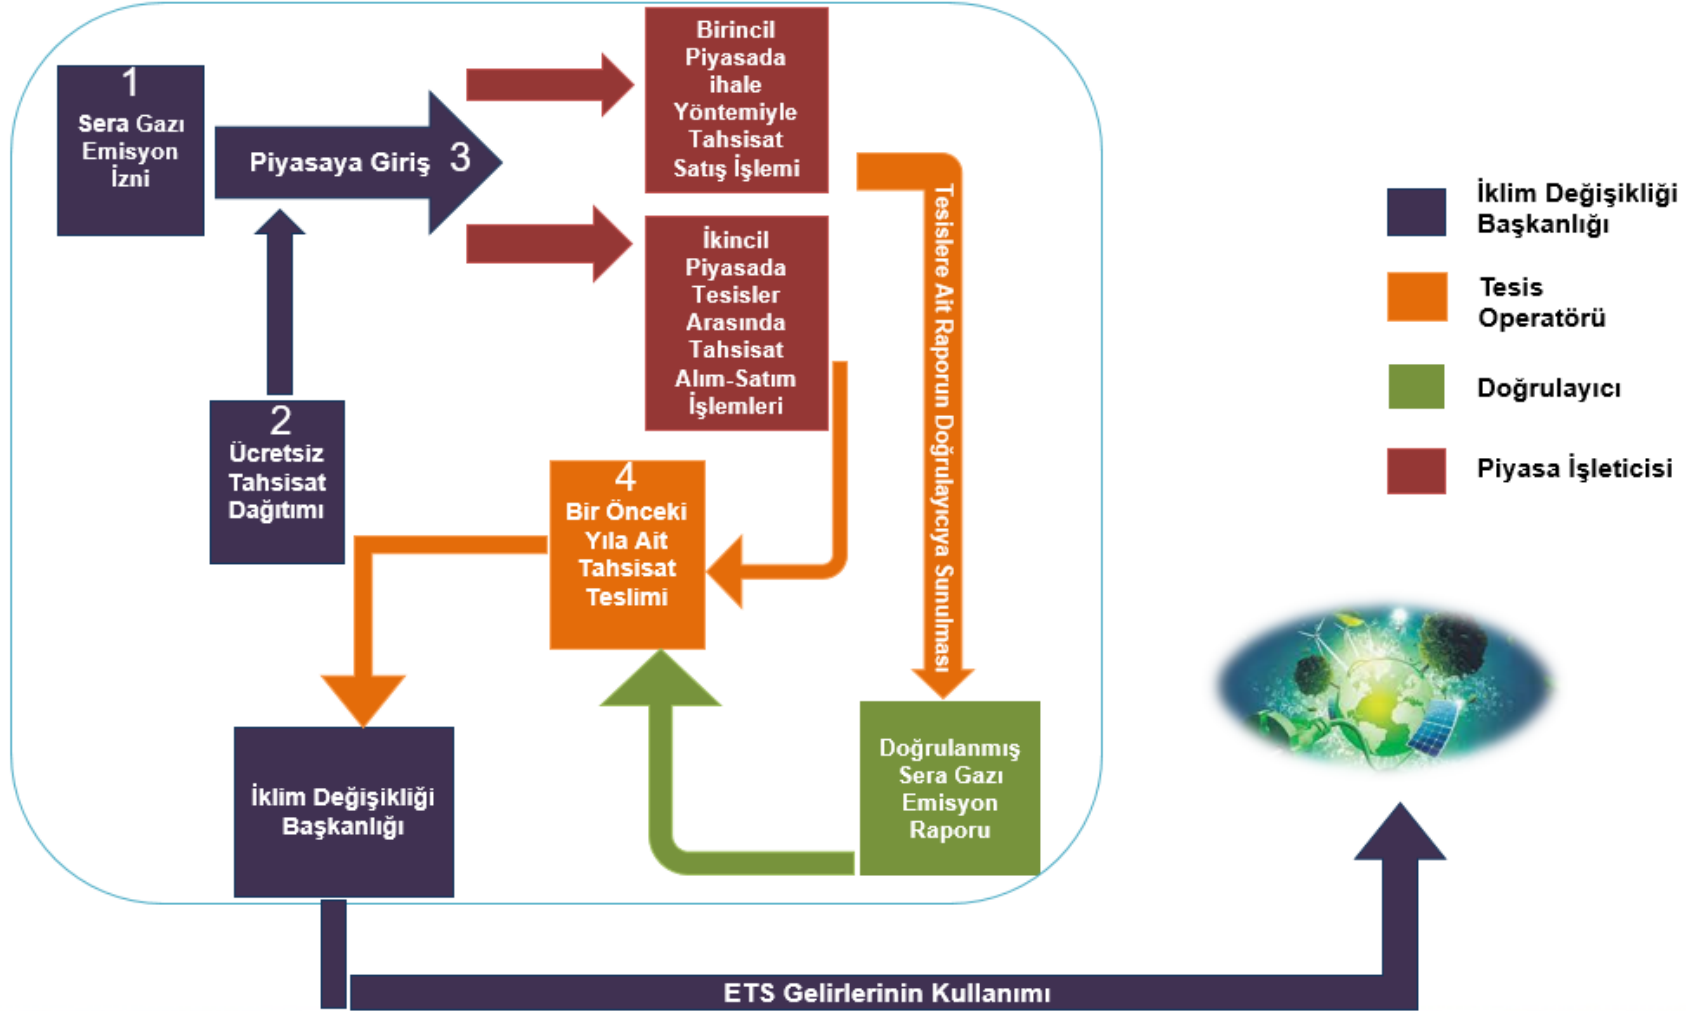 1
Sera Gazı
Emisyon
İzni
Piyasaya Giriş 3
2
Ücretsiz
Tahsisat
Dağıtımı
Birincil
Piyasada
ihale
Yöntemiyle
Tahsisat
Satış İşlemi
İkincil
Piyasada
Tesisler
Arasında
Tahsisat
Alım-Satım
İşlemleri
Tesislere Ait Raporun Doğrulayıcıya Sunulması
4
Bir Önceki
Yıla Ait
Tahsisat
Teslimi
Doğrulanmış
Sera Gazı
Emisyon
Raporu
İklim Değişikliği
Başkanlığı
ETS Gelirlerinin Kullanımı
İklim Değişikliği
Başkanlığı
Tesis
Operatörü
Doğrulayıcı
Piyasa İşleticisi